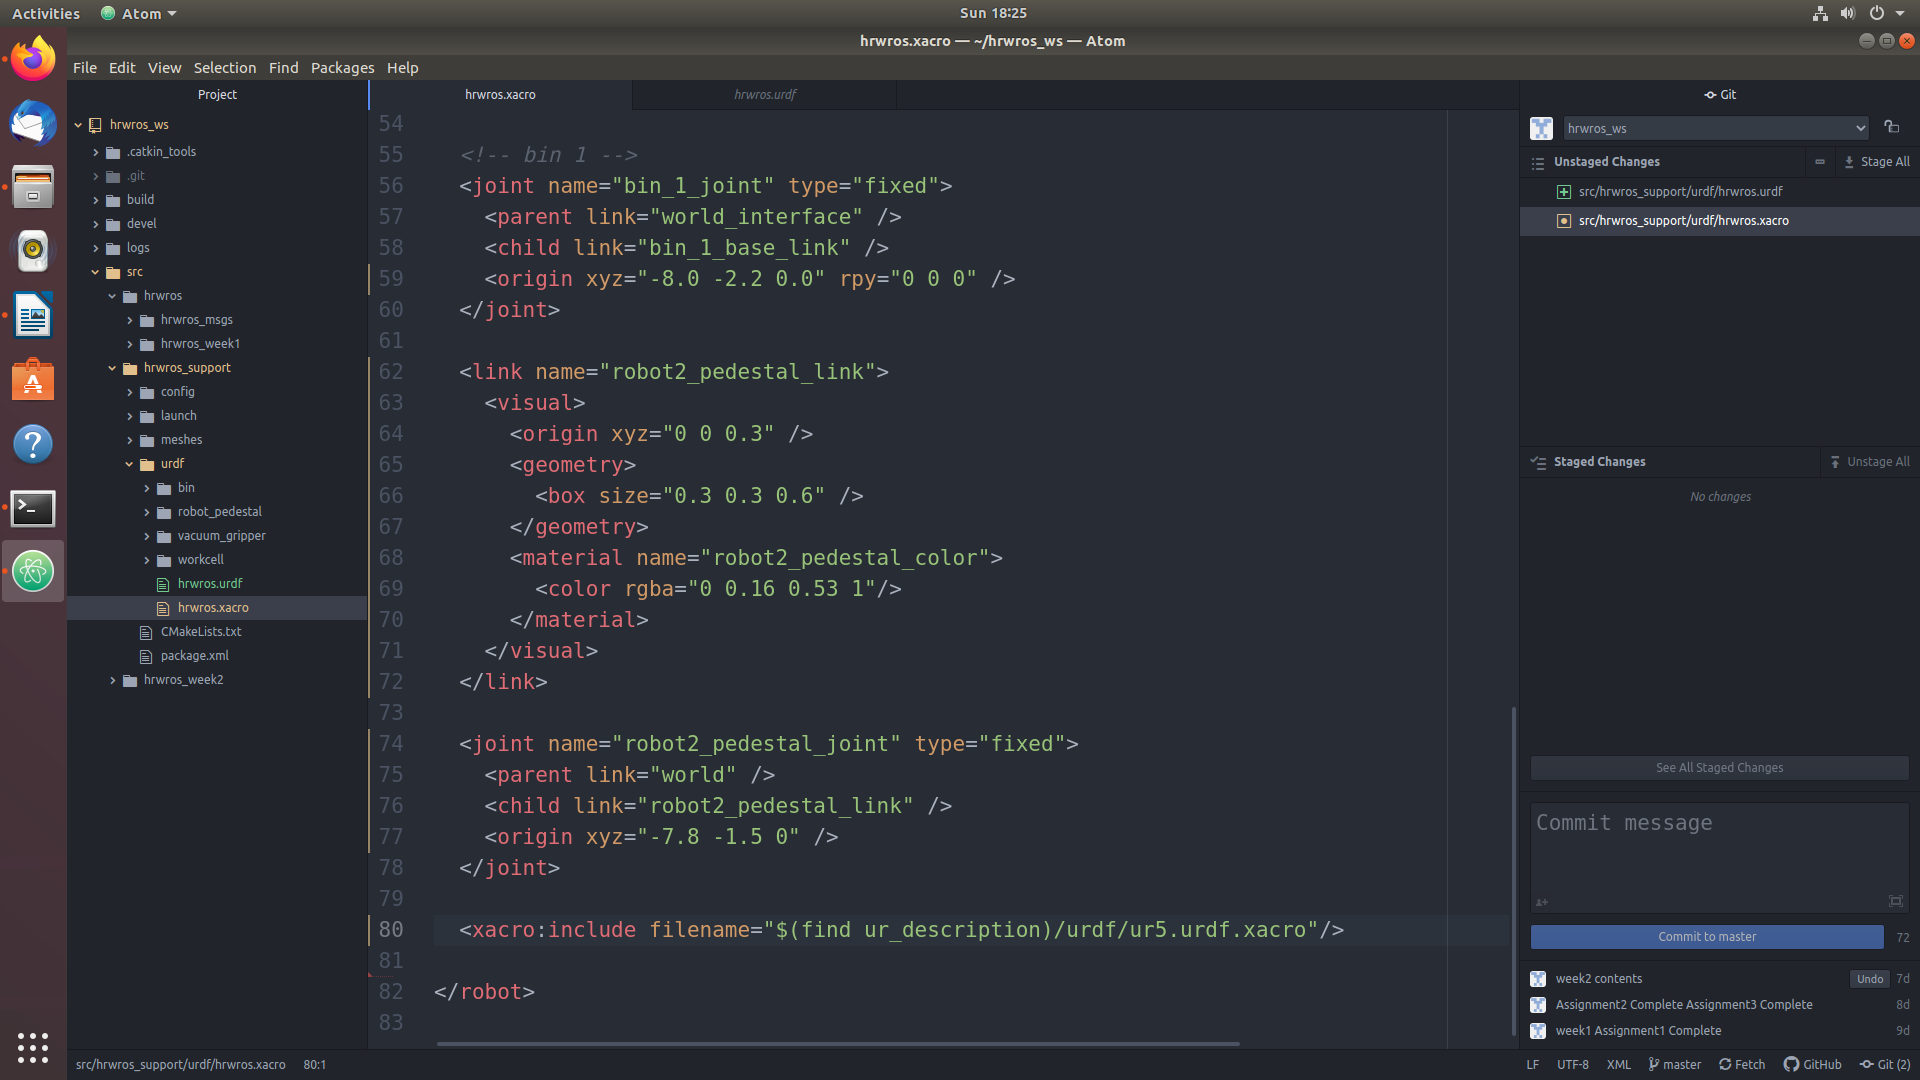 Activities
Atom
Sun 18:25
hrwros.xacro — ~/hrwros_ws — Atom
File Edit View Selection Find Packages Help
Project
hrwros_ws
.catkin_tools
.git
build
devel
logs
src
hrwros
hrwros_msgs
hrwros_week1
hrwros_support
config
launch
meshes
urdf
bin
robot_pedestal
vacuum_gripper
workcell
hrwros.urdf
hrwros.xacro
CMakeLists.txt
package.xml
hrwros_week2
hrwros.xacro
hrwros.urdf
54
55 <!-- bin 1 -->
56 <joint name="bin_1_joint" type="fixed">
57 <parent link="world_interface" />
58 <child link="bin_1_base_link" />
59 <origin xyz="-8.0 -2.2 0.0" rpy="0 0 0" />
60 </joint>
61
62 <link name="robot2_pedestal_link">
63 <visual>
64 <origin xyz="0 0 0.3" />
65 <geometry>
66 <box size="0.3 0.3 0.6" />
67 </geometry>
68 <material name="robot2_pedestal_color">
69 <color rgba="0 0.16 0.53 1"/>
70 </material>
71 </visual>
72 </link>
73
74 <joint name="robot2_pedestal_joint" type="fixed">
75 <parent link="world" />
76 <child link="robot2_pedestal_link" />
77 <origin xyz="-7.8 -1.5 0" />
78 </joint>
79
80 <xacro:include filename="$(find ur_description)/urdf/ur5.urdf.xacro"/>
81
82 </robot>
83
Git
hrwros_ws
Unstaged Changes
Stage All
src/hrwros_support/urdf/hrwros.urdf
src/hrwros_support/urdf/hrwros.xacro
Staged Changes
Unstage All
No changes
See All Staged Changes
Commit message
Commit to master
72
week2 contents Undo 7d
Assignment2 Complete Assignment3 Complete 8d
week1 Assignment1 Complete 9d
src/hrwros_support/urdf/hrwros.xacro 80:1
LF UTF-8 XML master Fetch GitHub Git (2)